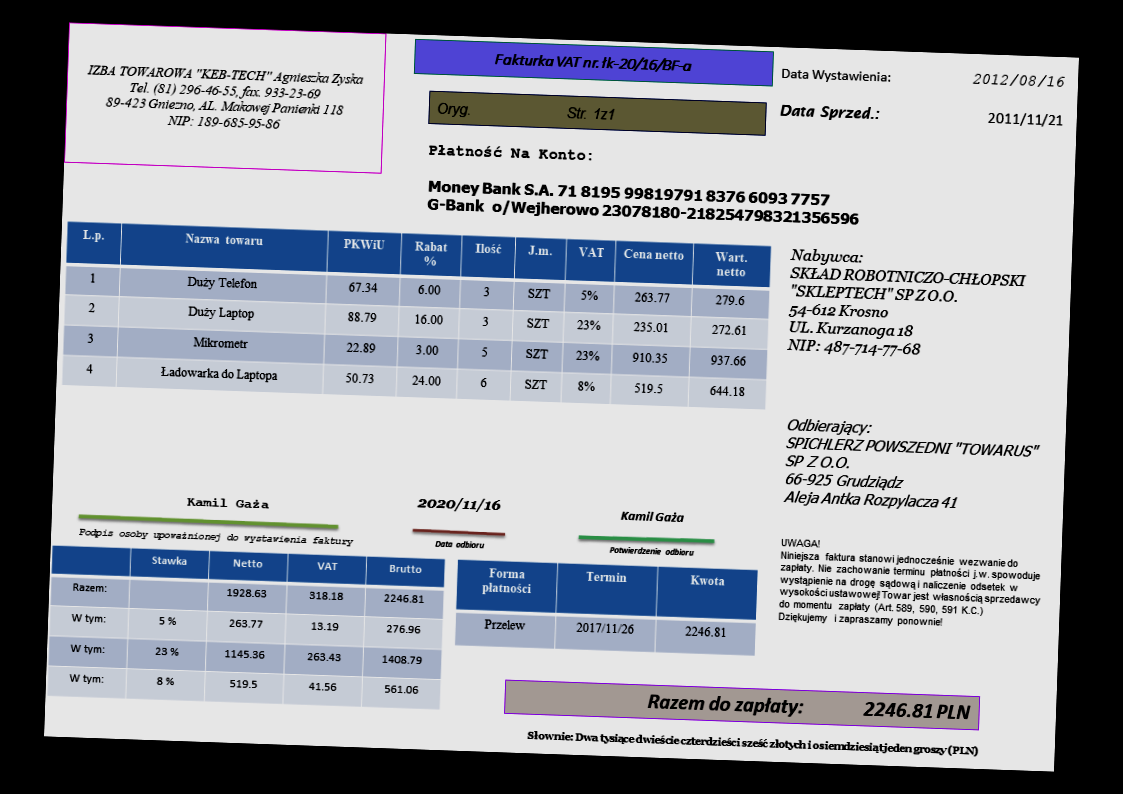 IZBA TOWAROWA "KEB-TECH" Agnieszka Zyska
Tel. (81) 296-46-55, fax. 933-23-69
89-423 Gniezno, AL. Makowej Panienki 118
NIP: 189-685-95-86
Fakturka VAT nr. łk-20/16/BF-a
Oryg. Str. 1z1
Data Wystawienia: 2012/08/16
Data Sprzed.: 2011/11/21
Płatność Na Konto:
Money Bank S.A. 71 8195 99819791 8376 6093 7757
G-Bank o/Wejherowo 23078180-218254798321356596
L.p. Nazwa towaru PKWiU Rabat % Ilość J.m. VAT Cena netto Wart. netto
1 Duży Telefon 67.34 6.00 3 SZT 5% 263.77 279.6
2 Duży Laptop 88.79 16.00 3 SZT 23% 235.01 272.61
3 Mikrometr 22.89 3.00 5 SZT 23% 910.35 937.66
4 Ładowarka do Laptopa 50.73 24.00 6 SZT 8% 519.5 644.18
Nabywca:
SKŁAD ROBOTNICZO-CHŁOPSKI
"SKLEPTECH" SP Z O.O.
54-612 Krosno
UL. Kurzanoga 18
NIP: 487-714-77-68
Odbierający:
SPICHLERZ POWSZEDNI "TOWARUS"
SP Z O.O.
66-925 Grudziądz
Aleja Antka Rozpylacza 41
Kamil Gaża
Podpis osoby upoważnionej do wystawienia faktury
2020/11/16
Data odbioru
Kamil Gaża
Potwierdzenie odbioru
UWAGA!
Niniejsza faktura stanowi jednocześnie wezwanie do
zapłaty. Nie zachowanie terminu płatności j.w. spowoduje
wystąpienie na drogę sądową i naliczenie odsetek w
wysokości ustawowej! Towar jest własnością sprzedawcy
do momentu zapłaty (Art. 589, 590, 591 K.C.)
Dziękujemy i zapraszamy ponownie!
Stawka Netto VAT Brutto
Razem: 1928.63 318.18 2246.81
W tym: 5 % 263.77 13.19 276.96
W tym: 23 % 1145.36 263.43 1408.79
W tym: 8 % 519.5 41.56 561.06
Forma płatności Termin Kwota
Przelew 2017/11/26 2246.81
Razem do zapłaty: 2246.81 PLN
Słownie: Dwa tysiące dwieście czterdzieści sześć złotych i osiemdziesiąt jeden groszy (PLN)